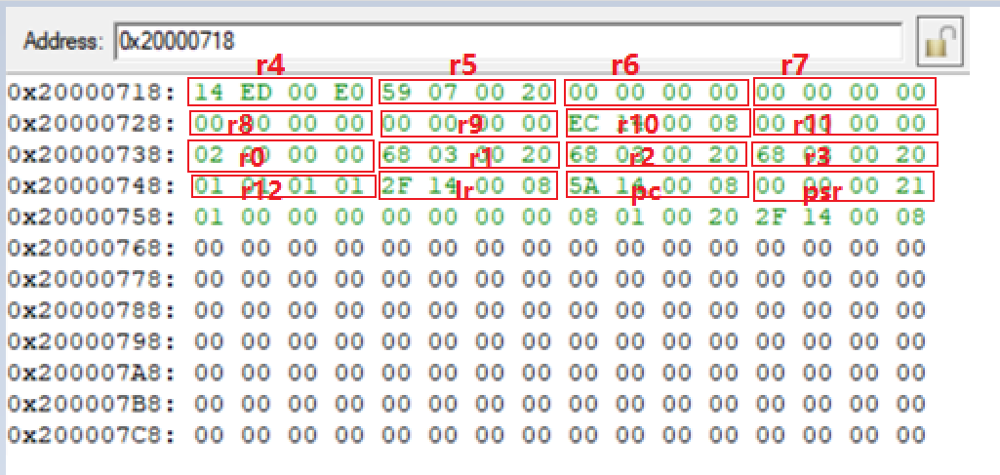 Address: 0x20000718
r4 r5 r6 r7
0x20000718: 14 ED 00 E0 59 07 00 20 00 00 00 00 00 00 00 00
0x20000728: 00 00 00 00 00 00 00 EC 00 08 00 00 00
r8 r9 r10 r11
0x20000738: 02 00 00 68 03 00 20 68 00 20 68 00 20
r0 r1 r2 r3
0x20000748: 01 01 01 01 2F 14 00 08 5A 14 00 08 00 00 00 21
r12 lr pc psr
0x20000758: 01 00 00 00 00 00 00 00 08 01 00 20 2F 14 00 08
0x20000768: 00 00 00 00 00 00 00 00 00 00 00 00 00 00 00 00
0x20000778: 00 00 00 00 00 00 00 00 00 00 00 00 00 00 00 00
0x20000788: 00 00 00 00 00 00 00 00 00 00 00 00 00 00 00 00
0x20000798: 00 00 00 00 00 00 00 00 00 00 00 00 00 00 00 00
0x200007A8: 00 00 00 00 00 00 00 00 00 00 00 00 00 00 00 00
0x200007B8: 00 00 00 00 00 00 00 00 00 00 00 00 00 00 00 00
0x200007C8: 00 00 00 00 00 00 00 00 00 00 00 00 00 00 00 00